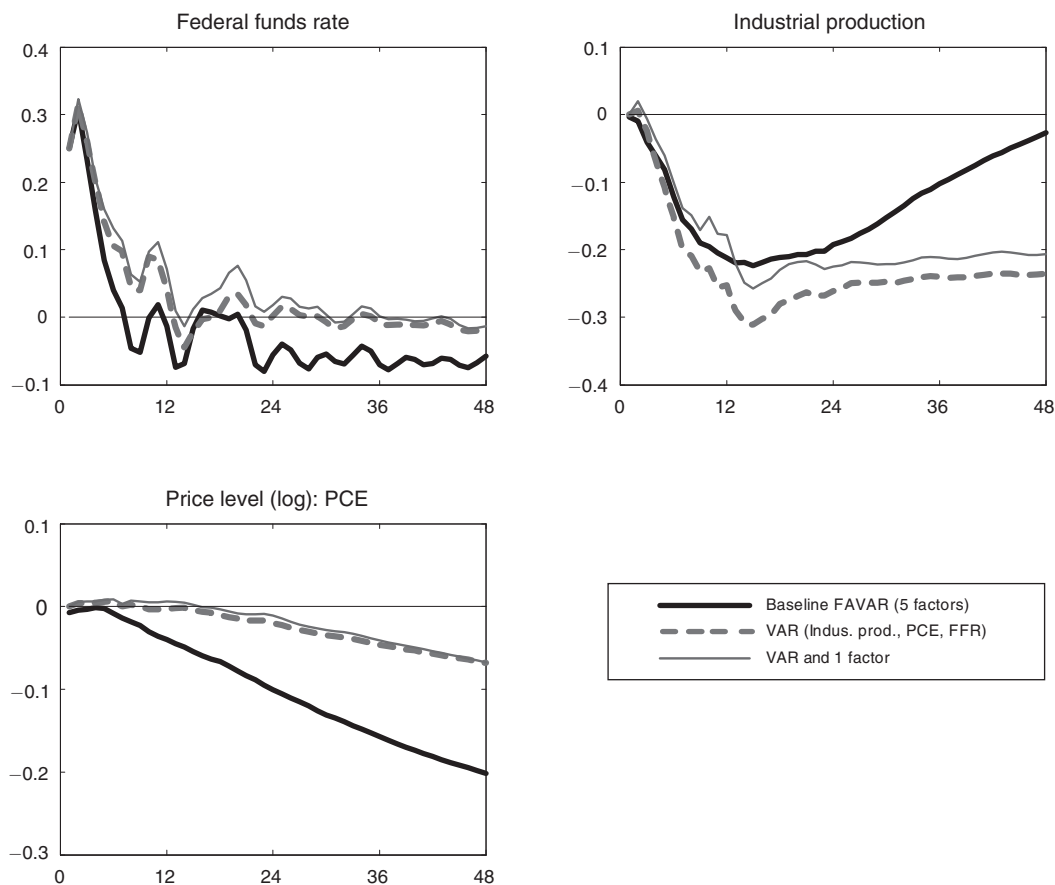 Federal funds rate
0.4
0.3
0.2
0.1
0
−0.1
0 12 24 36 48
Industrial production
0.1
0
−0.1
−0.2
−0.3
−0.4
0 12 24 36 48
Price level (log): PCE
0.1
0
−0.1
−0.2
−0.3
0 12 24 36 48
Baseline FAVAR (5 factors)
VAR (Indus. prod., PCE, FFR)
VAR and 1 factor